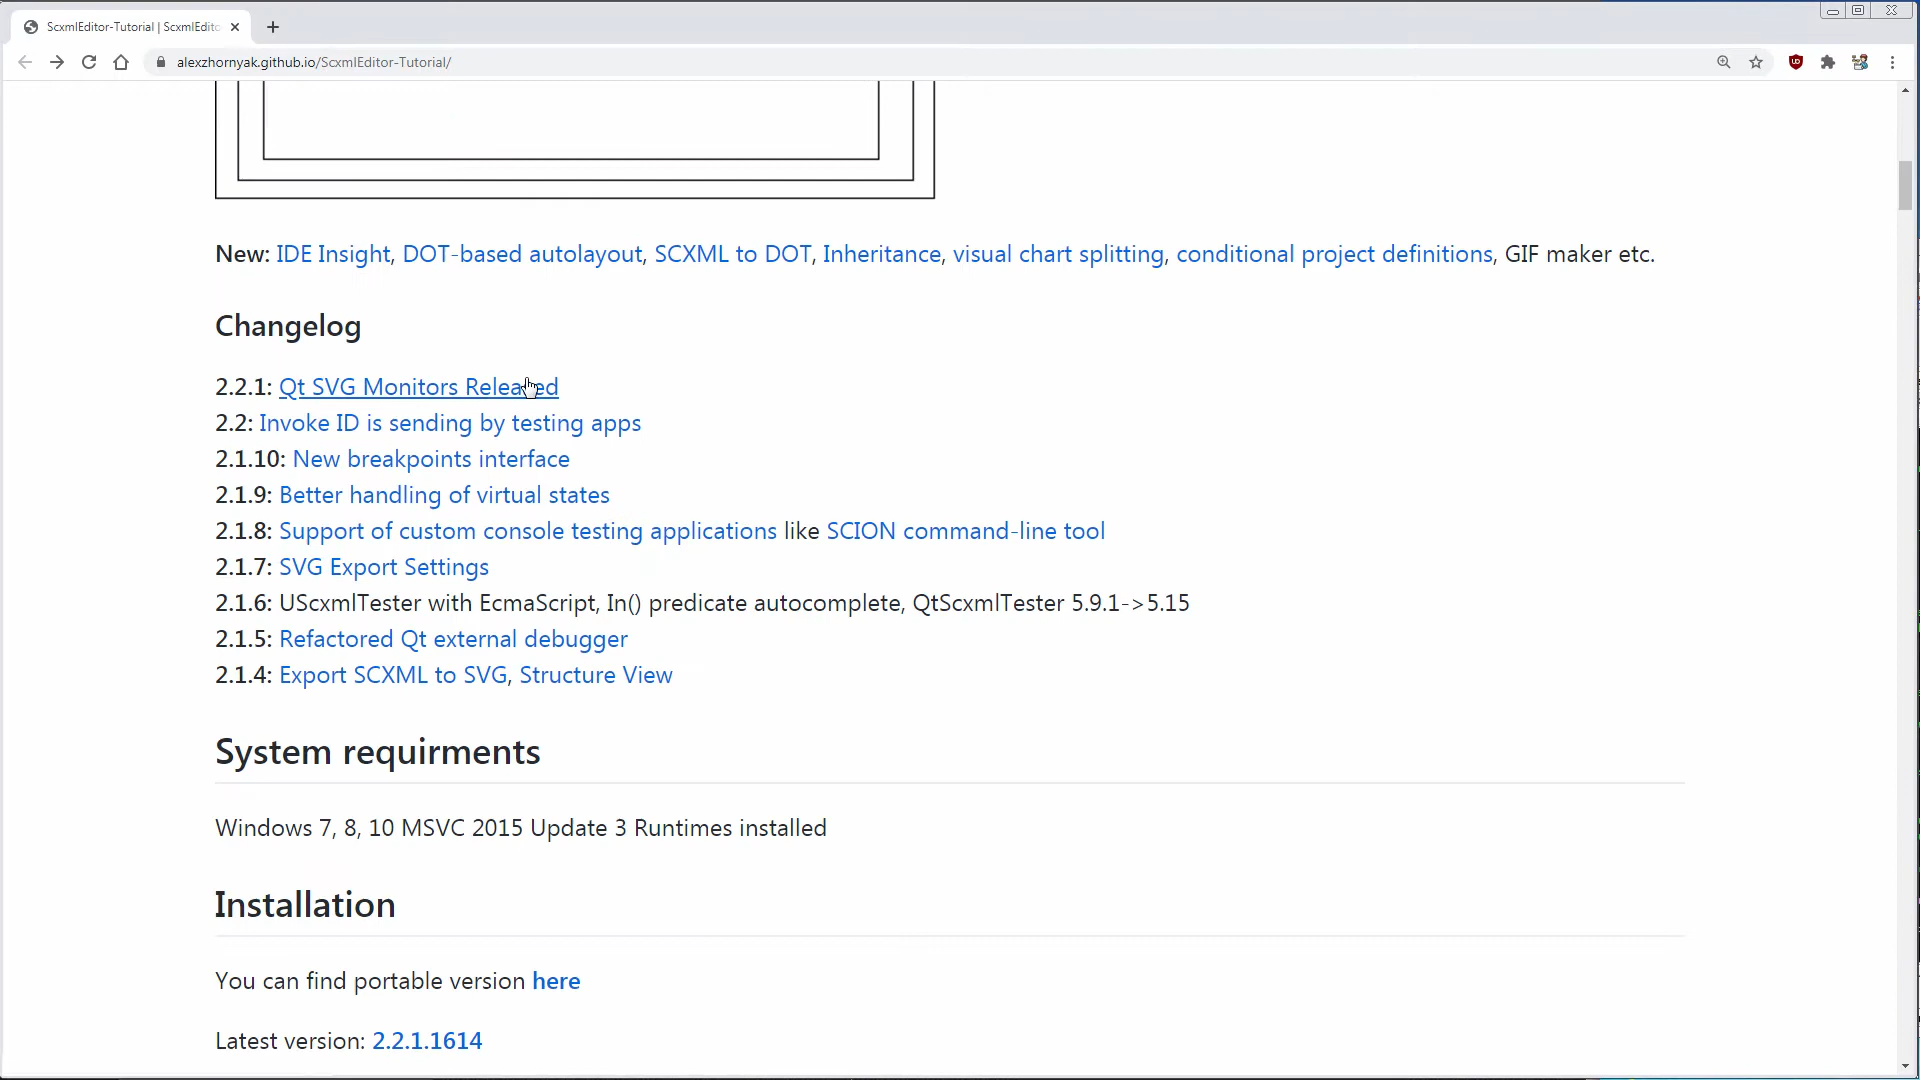 ScxmlEditor-Tutorial | ScxmlEdito
alexzhornyak.github.io/ScxmlEditor-Tutorial/
New: IDE Insight, DOT-based autolayout, SCXML to DOT, Inheritance, visual chart splitting, conditional project definitions, GIF maker etc.
Changelog
2.2.1: Qt SVG Monitors Released
2.2: Invoke ID is sending by testing apps
2.1.10: New breakpoints interface
2.1.9: Better handling of virtual states
2.1.8: Support of custom console testing applications like SCION command-line tool
2.1.7: SVG Export Settings
2.1.6: UScxmlTester with EcmaScript, In() predicate autocomplete, QtScxmlTester 5.9.1->5.15
2.1.5: Refactored Qt external debugger
2.1.4: Export SCXML to SVG, Structure View
System requirments
Windows 7, 8, 10 MSVC 2015 Update 3 Runtimes installed
Installation
You can find portable version here
Latest version: 2.2.1.1614